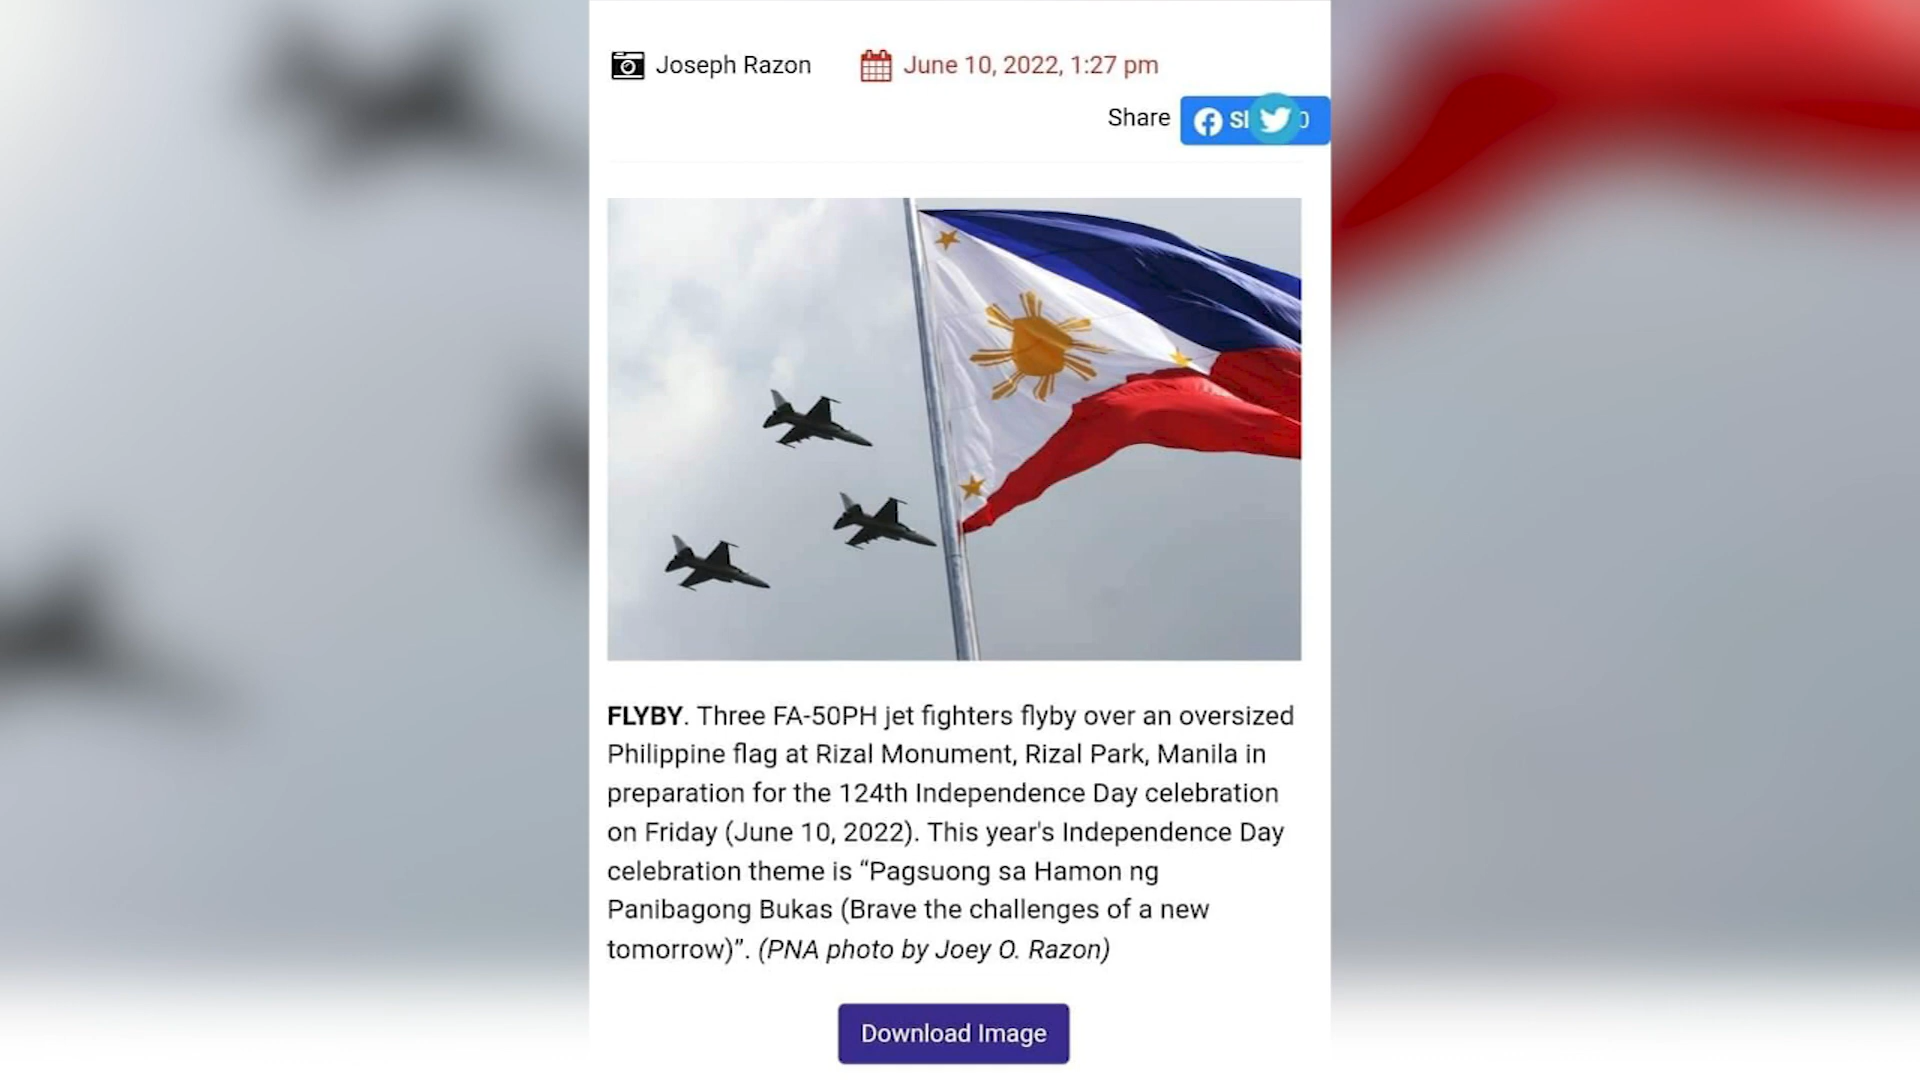 Joseph Razon
June 10, 2022, 1:27 pm
Share
FLYBY. Three FA-50PH jet fighters flyby over an oversized
Philippine flag at Rizal Monument, Rizal Park, Manila in
preparation for the 124th Independence Day celebration
on Friday (June 10, 2022). This year's Independence Day
celebration theme is “Pagsuong sa Hamon ng
Panibagong Bukas (Brave the challenges of a new
tomorrow)”. (PNA photo by Joey O. Razon)
Download Image